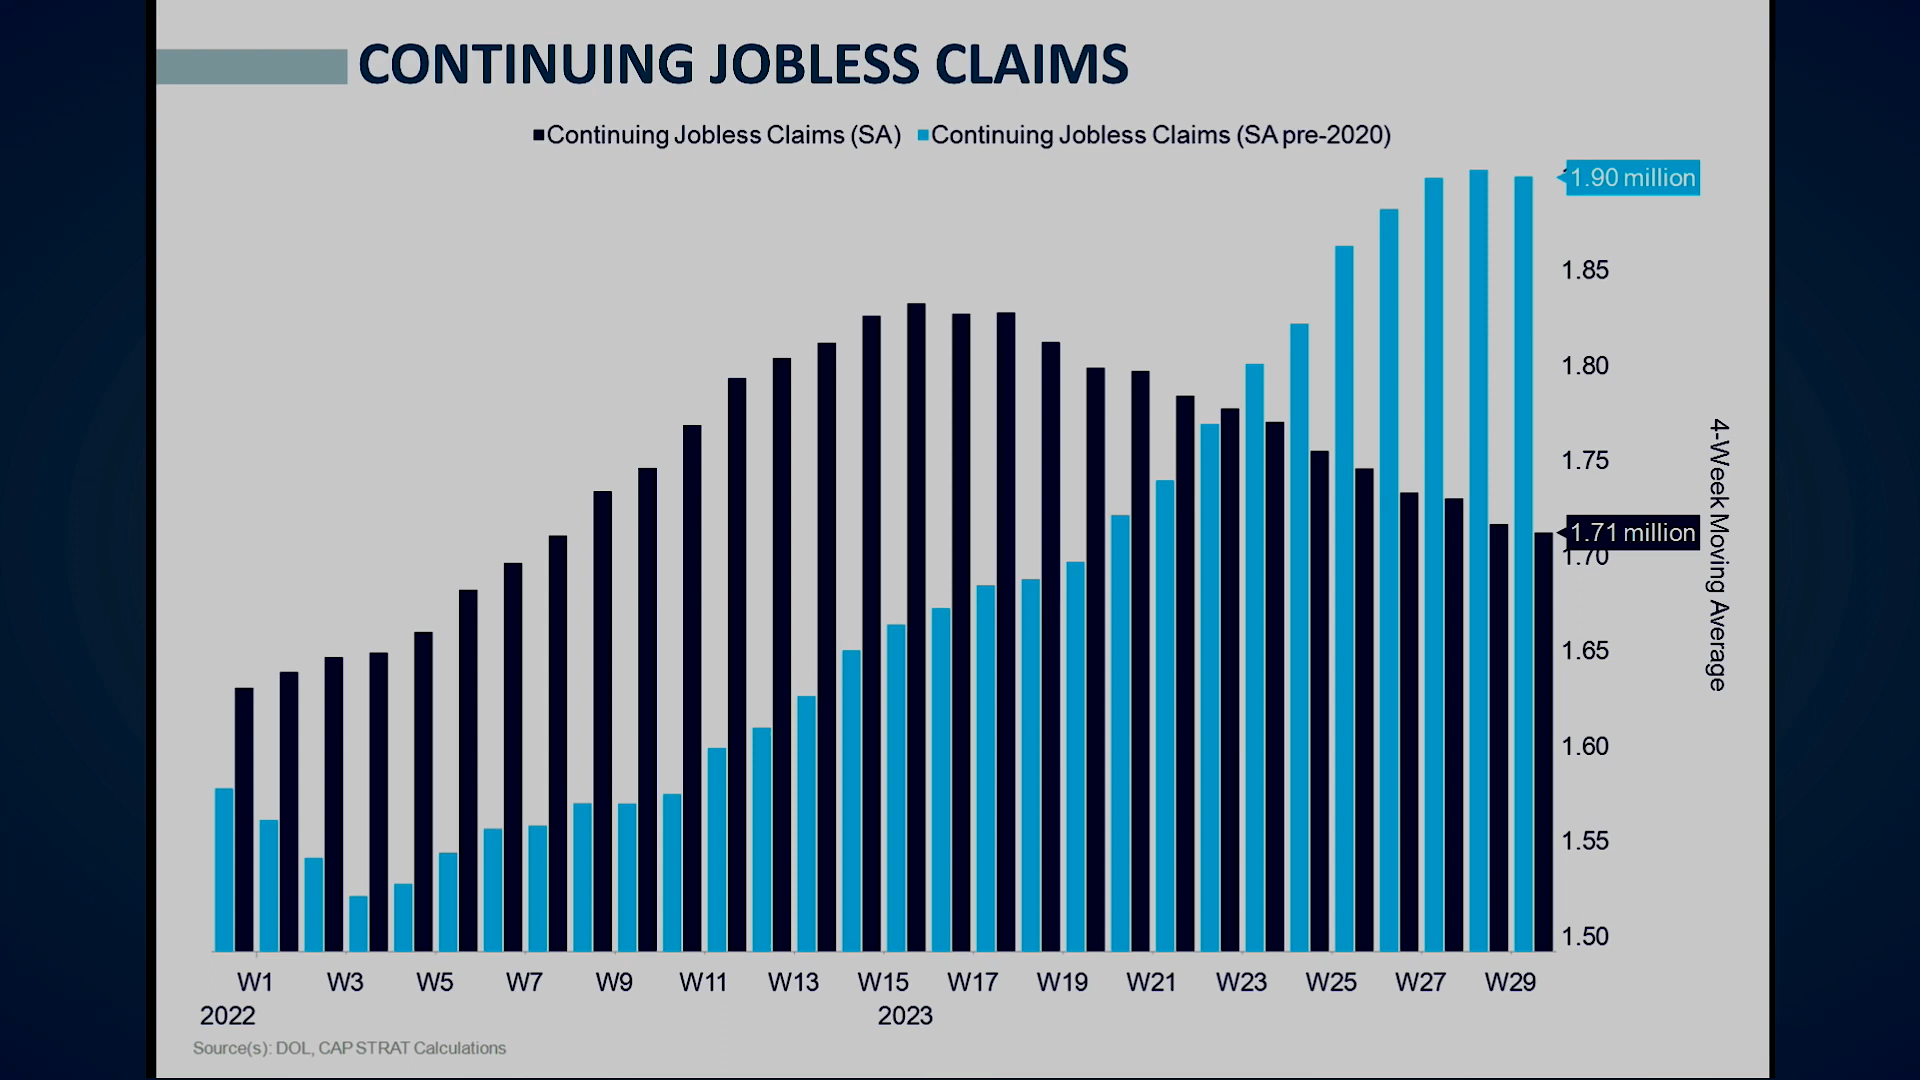 CONTINUING JOBLESS CLAIMS
Continuing Jobless Claims (SA) Continuing Jobless Claims (SA pre-2020)
1.90 million
1.85
1.80
1.75
1.71 million
1.70
1.65
1.60
1.55
1.50
4-Week Moving Average
W1 W3 W5 W7 W9 W11 W13 W15 W17 W19 W21 W23 W25 W27 W29
2022 2023
Source(s): DOL, CAP STRAT Calculations